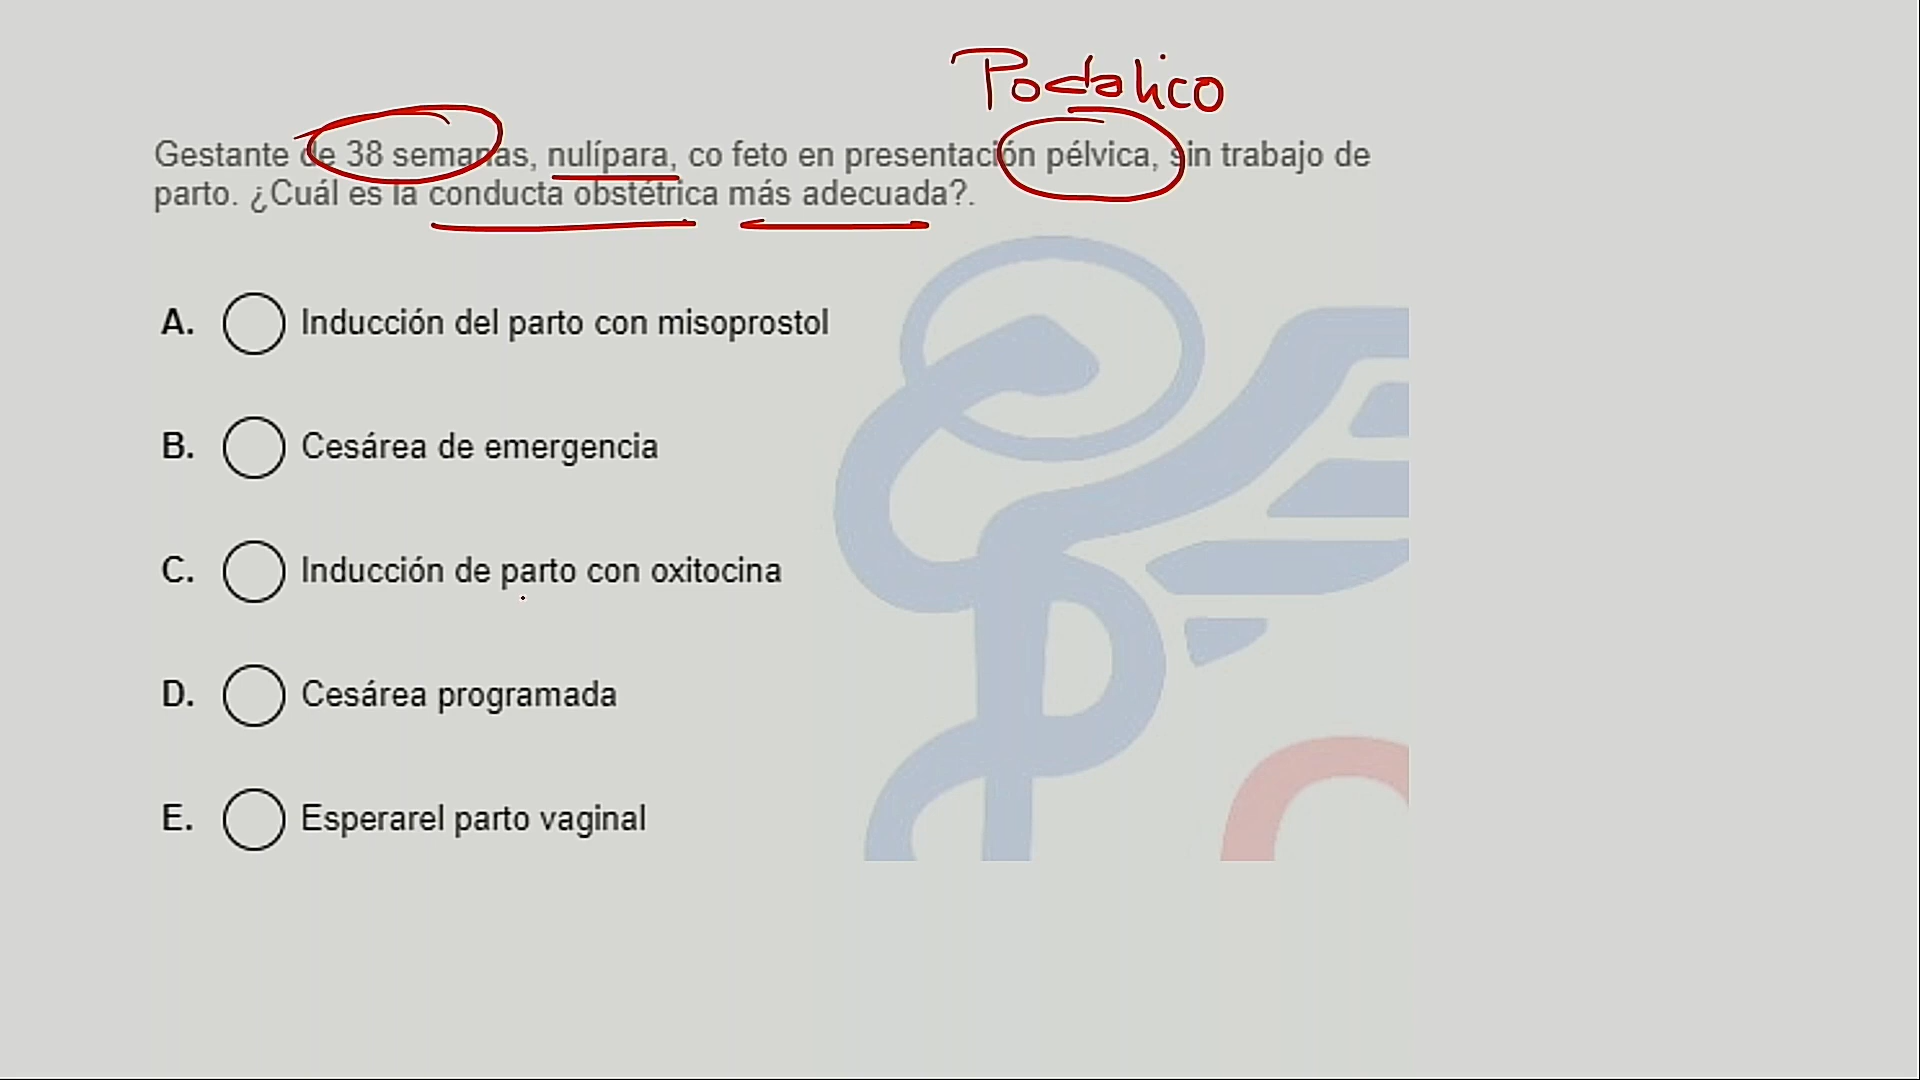 Podalico
Gestante de 38 semanas, nulípara, co feto en presentación pélvica, sin trabajo de
parto. ¿Cuál es la conducta obstétrica más adecuada?.
A. Inducción del parto con misoprostol
B. Cesárea de emergencia
C. Inducción de parto con oxitocina
D. Cesárea programada
E. Esperarel parto vaginal